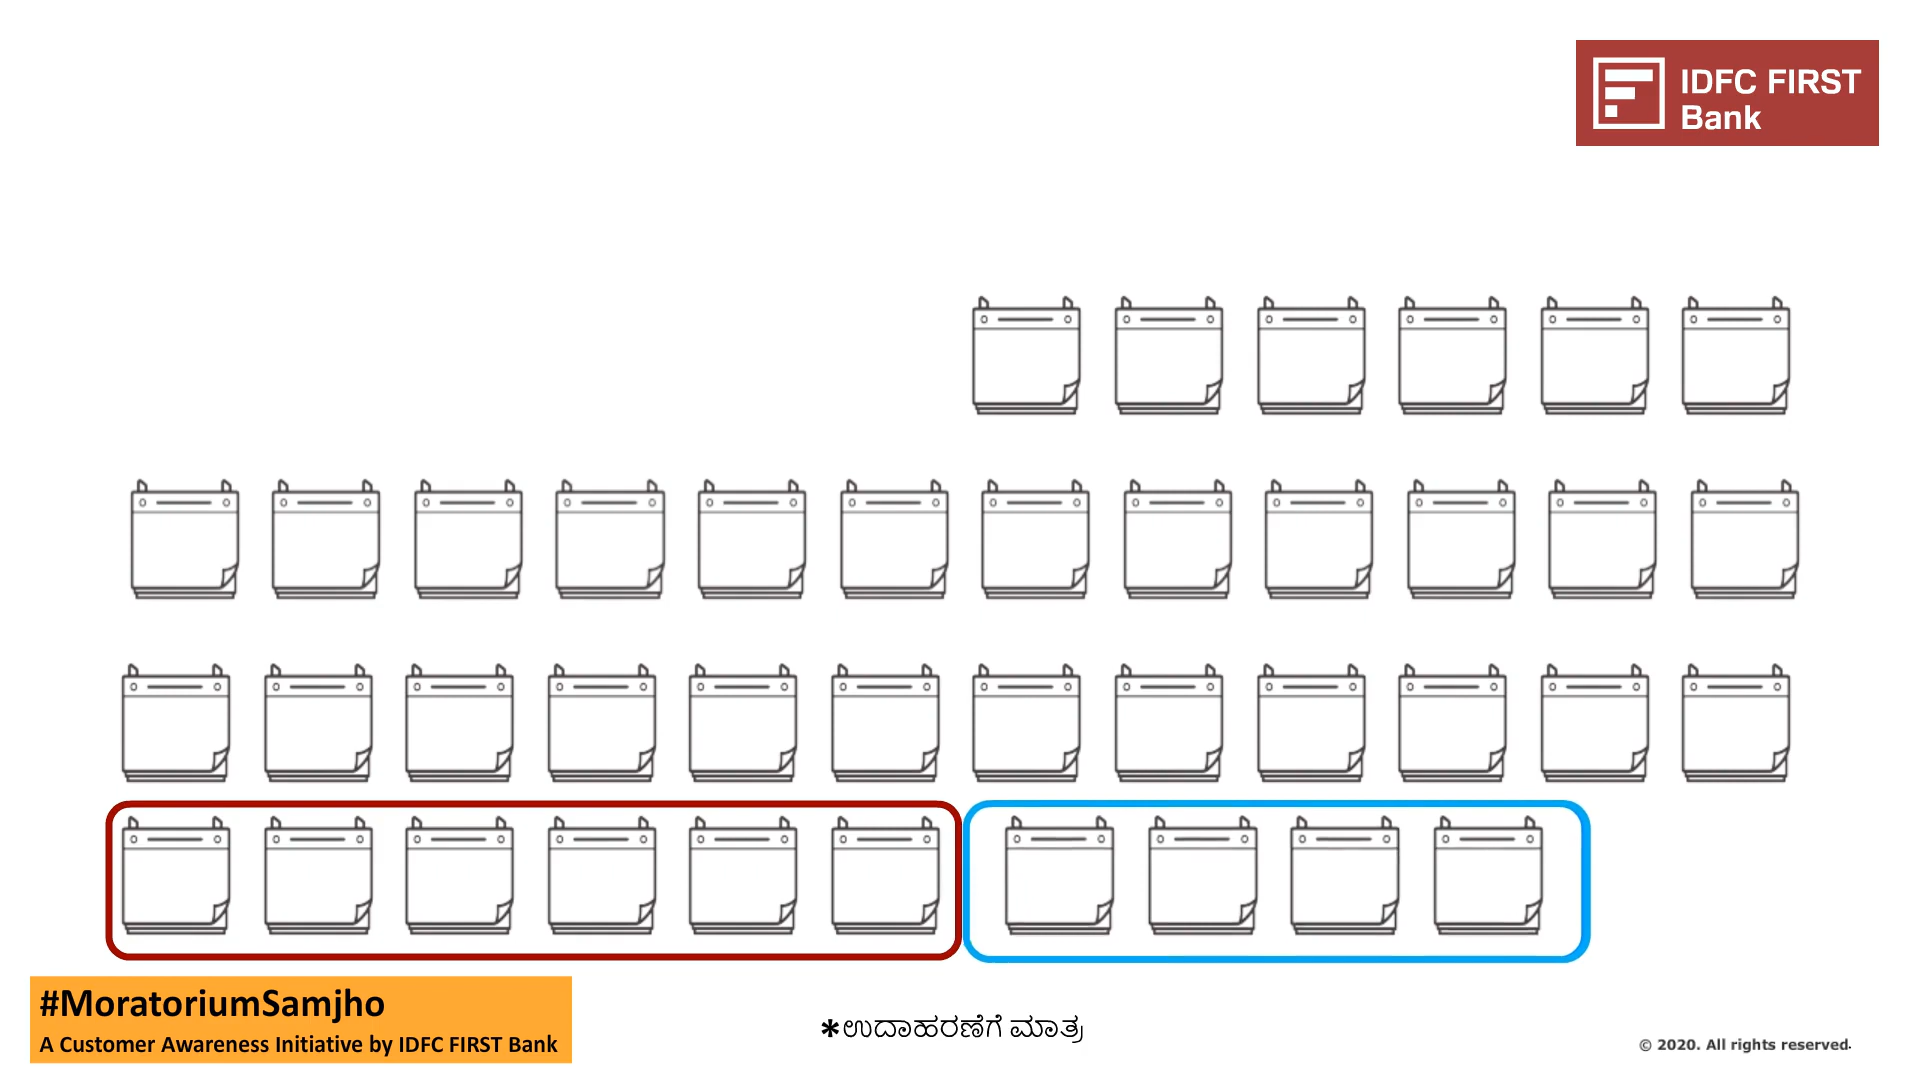 IDFC FIRST
Bank
#MoratoriumSamjho
A Customer Awareness Initiative by IDFC FIRST Bank
*ಉದಾಹರಣೆಗೆ ಮಾತ್ರ
© 2020. All rights reserved.